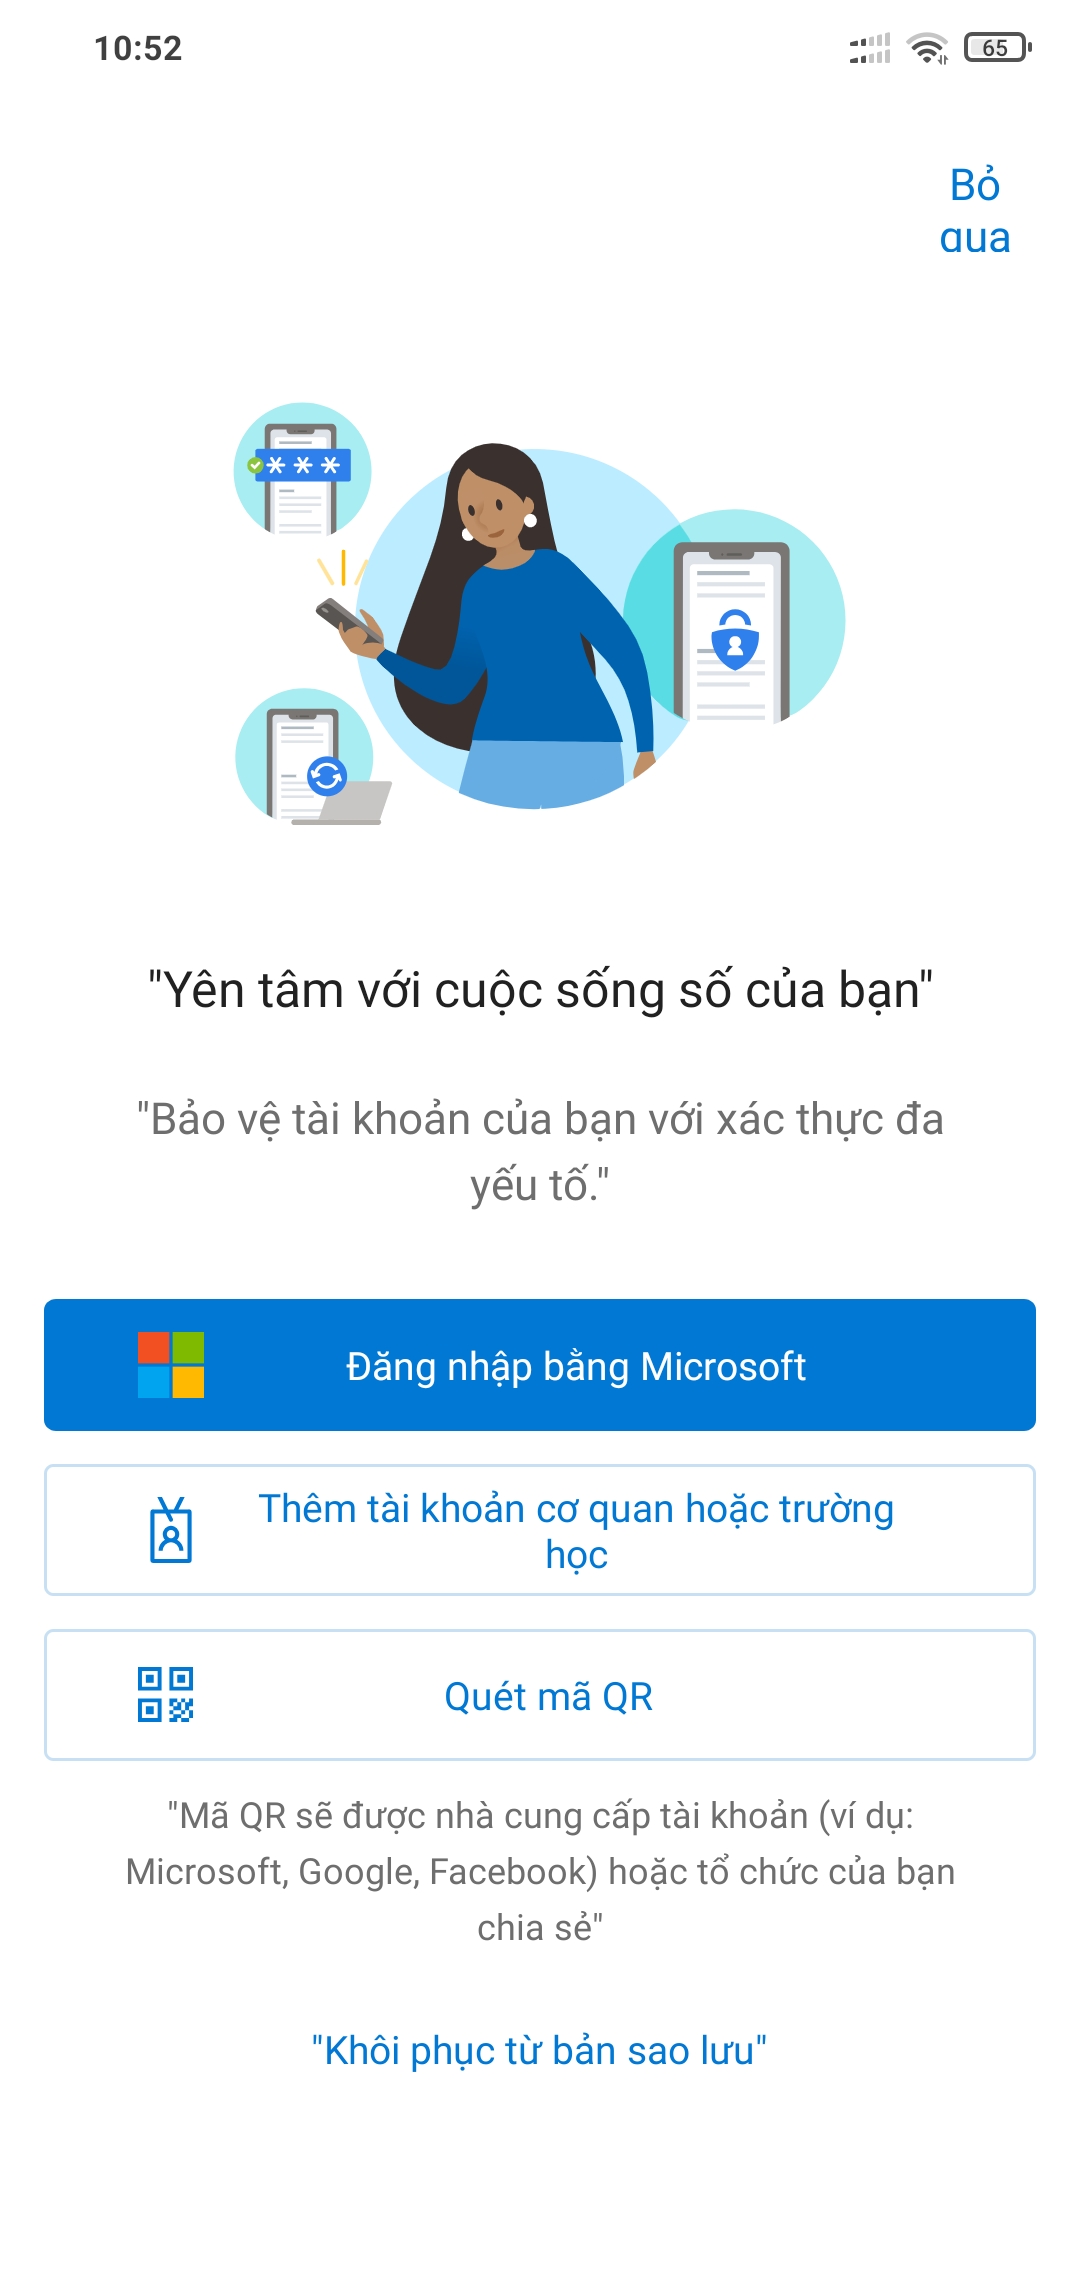 10:52
65
Bỏ
qua
"Yên tâm với cuộc sống số của bạn"
"Bảo vệ tài khoản của bạn với xác thực đa
yếu tố."
Đăng nhập bằng Microsoft
Thêm tài khoản cơ quan hoặc trường
học
Quét mã QR
"Mã QR sẽ được nhà cung cấp tài khoản (ví dụ:
Microsoft, Google, Facebook) hoặc tổ chức của bạn
chia sẻ"
"Khôi phục từ bản sao lưu"